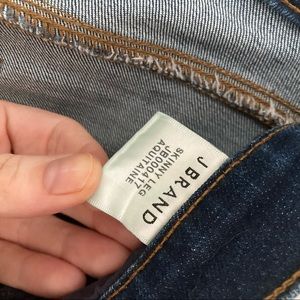 J BRAND
SKINNY LEG
JB000417
AQUITAINE